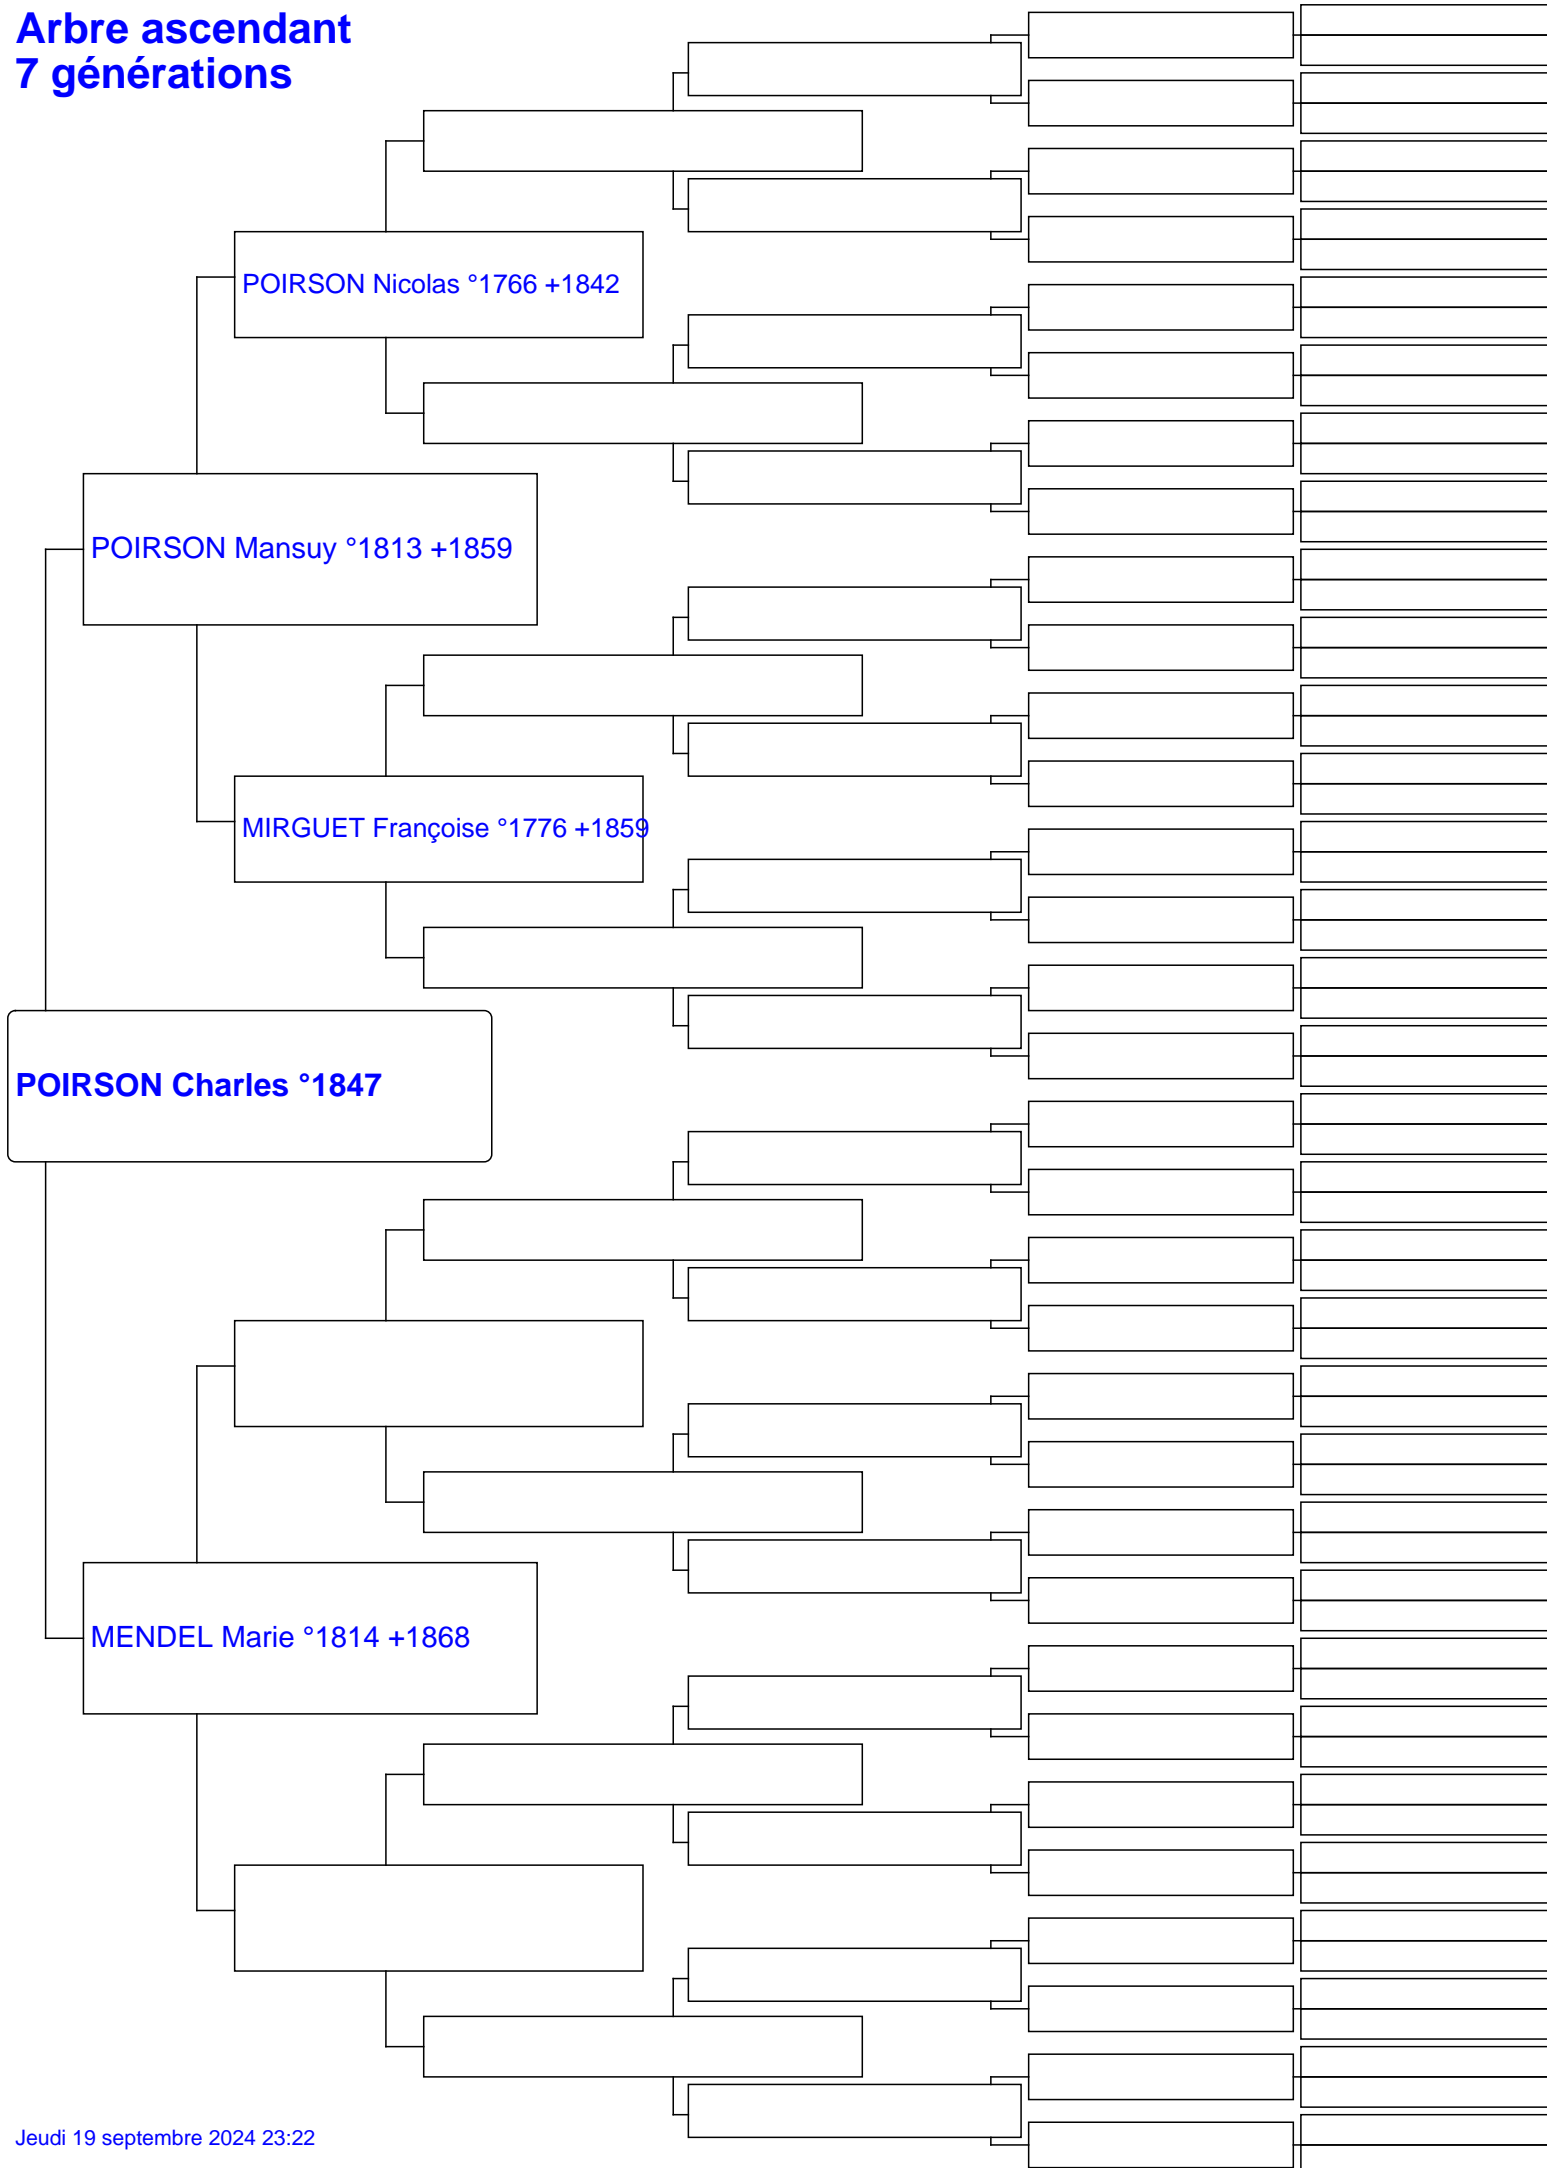 Arbre ascendant
7 générations
POIRSON Nicolas °1766 +1842
POIRSON Mansuy °1813 +1859
MIRGUET Françoise °1776 +1859
POIRSON Charles °1847
MENDEL Marie °1814 +1868
Jeudi 19 septembre 2024 23:22